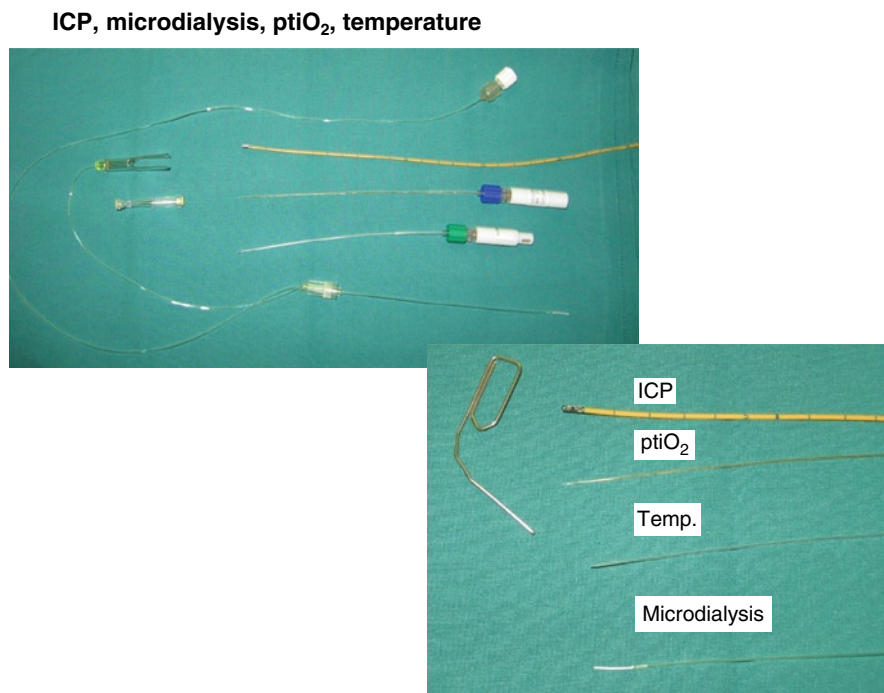 ICP, microdialysis, ptiO₂, temperature
ICP
ptiO₂
Temp.
Microdialysis